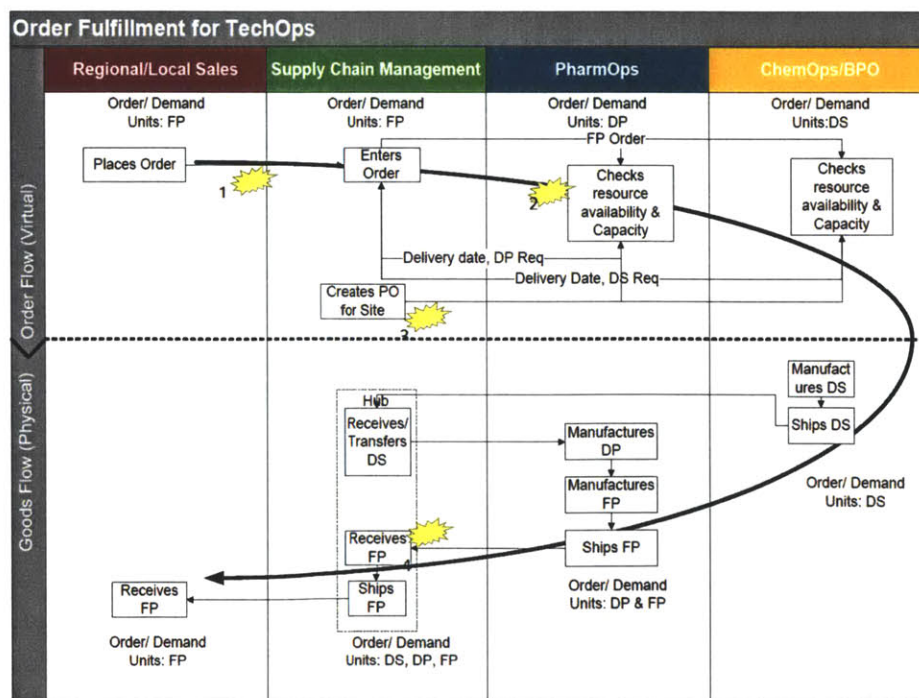 Order Fulfillment for TechOps
Regional/Local Sales
Supply Chain Management
PharmOps
ChemOps/BPO
Order Flow (Virtual)
Order/ Demand
Units: FP
Order/ Demand
Units: FP
Order/ Demand
Units: DP
Order/ Demand
Units:DS
FP Order
Places Order
Enters
Order
Checks
resource
availability &
Capacity
Checks
resource
availability &
Capacity
1
2
Delivery date, DP Req
Delivery Date, DS Req
Creates PO
for Site
3
Goods Flow (Physical)
Manufact
ures DS
Ships DS
Hub
Receives/
Transfers
DS
Manufactures
DP
Manufactures
FP
Order/ Demand
Units: DS
Receives
FP
4
Ships FP
Ships
FP
Receives
FP
Order/ Demand
Units: DP & FP
Order/ Demand
Units: FP
Order/ Demand
Units: DS, DP, FP